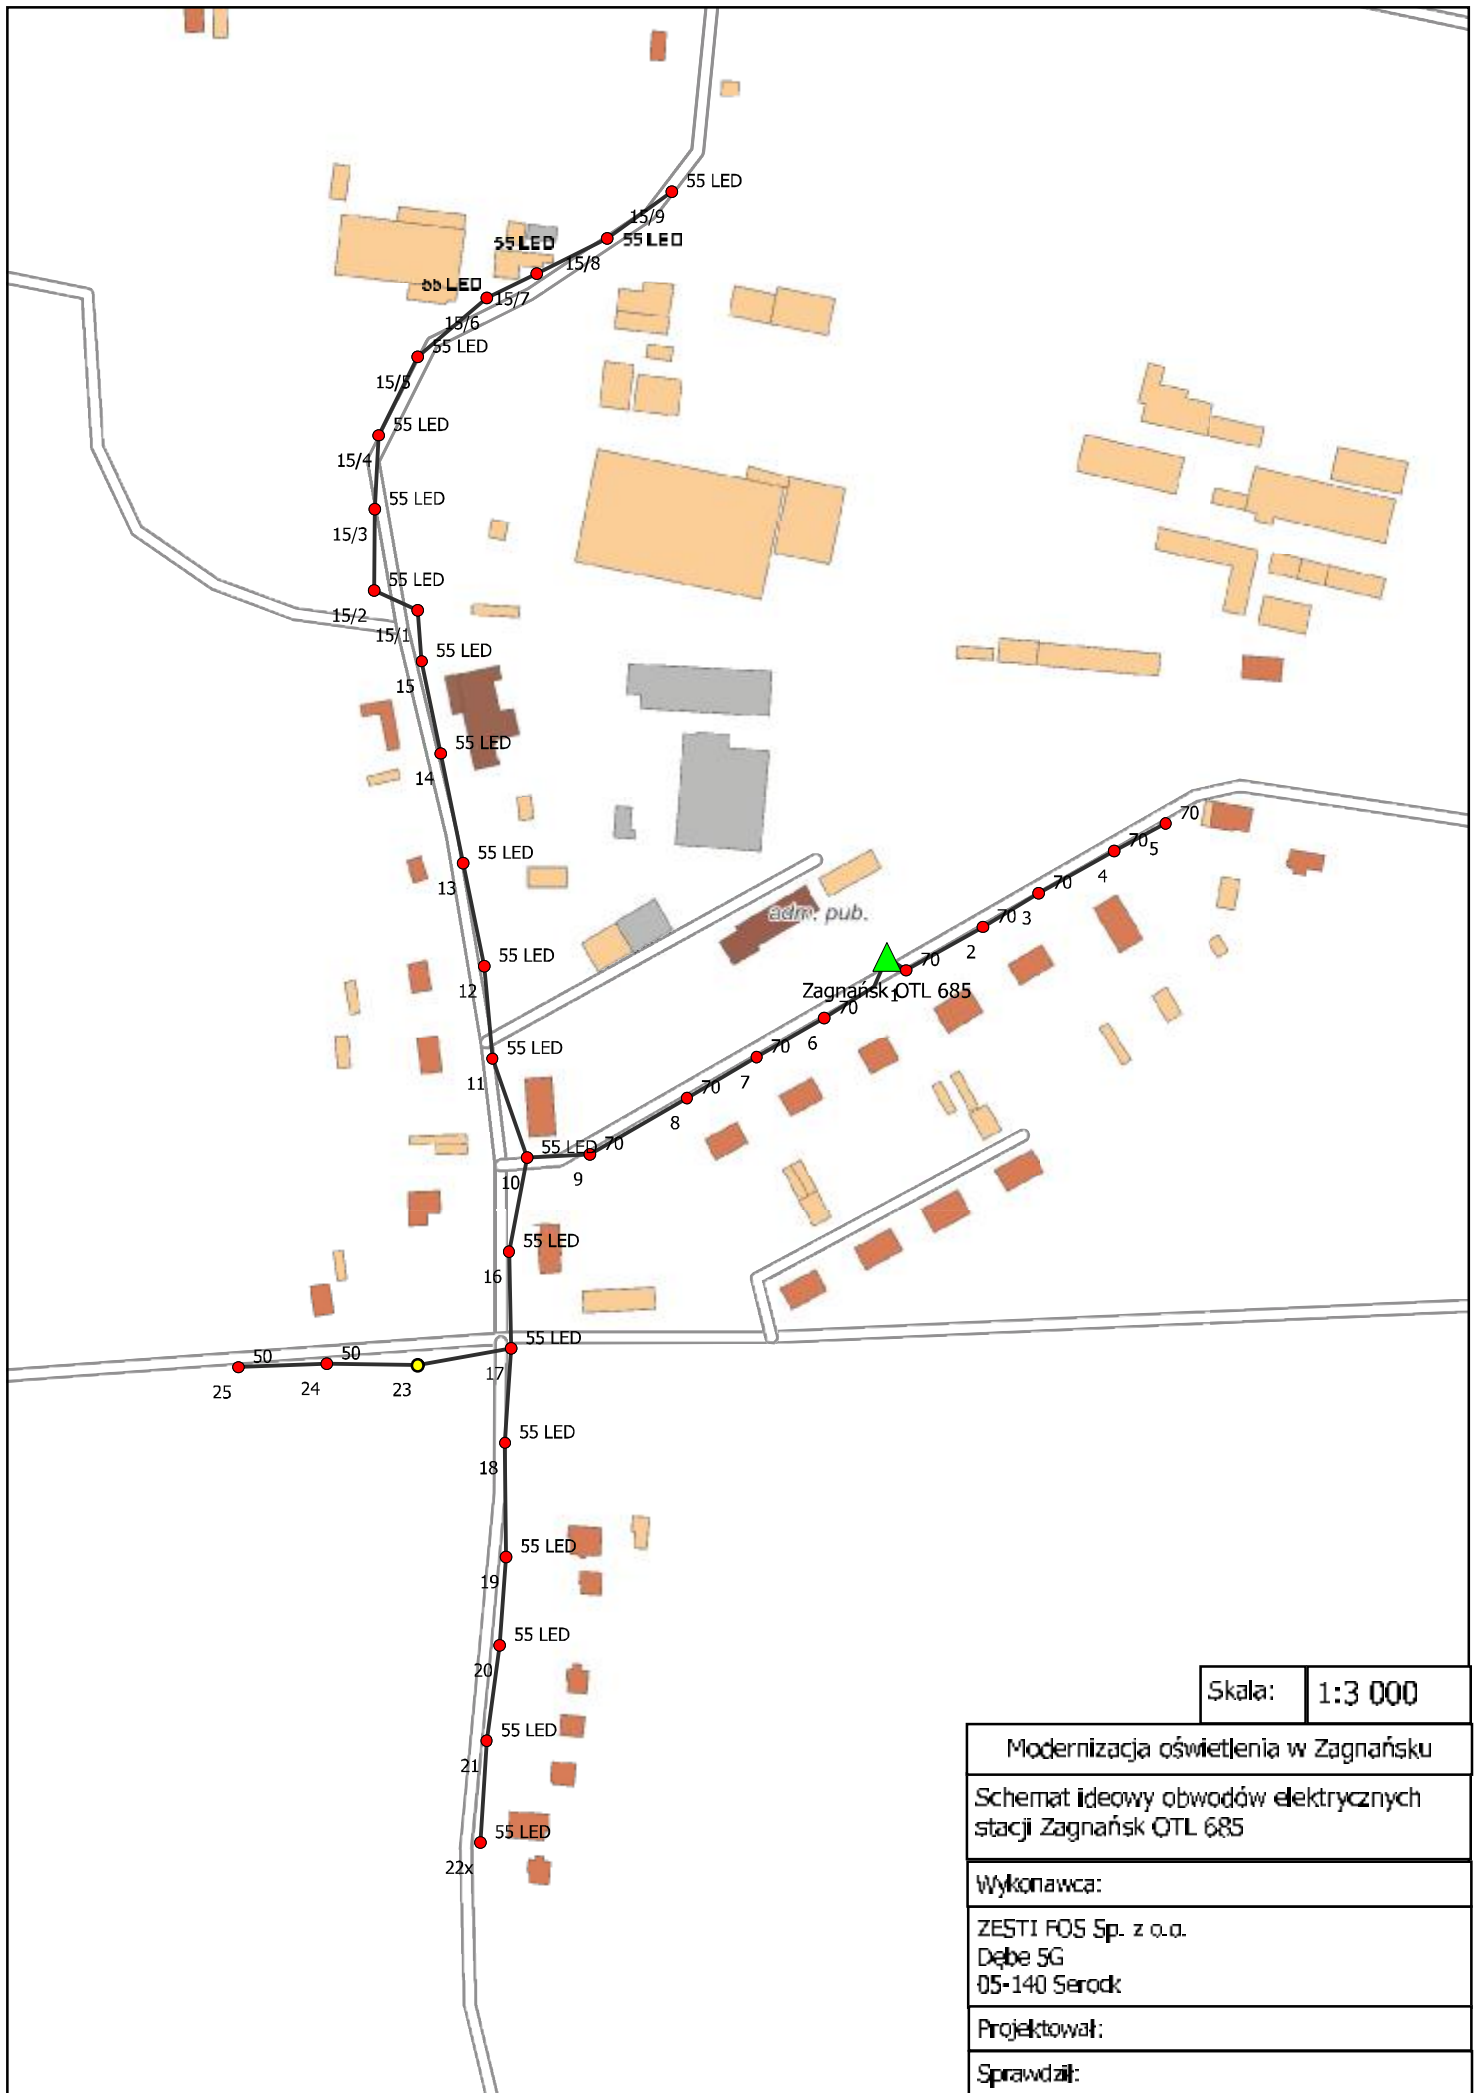 55 LED
15/9
55 LED
55 LED
15/8
55 LED
15/7
15/6
55 LED
15/5
55 LED
15/4
55 LED
15/3
55 LED
15/2
15/1
55 LED
15
55 LED
14
70
70 5
4
55 LED
13
70
3
adm. pub.
70
2
55 LED
12
70
Zagnańsk OTL 685
1
70
6
55 LED
11
70
7
70
8
55 LED
70
10
9
55 LED
16
55 LED
17
50
50
25
24
23
55 LED
18
55 LED
19
55 LED
20
55 LED
21
55 LED
22x
Skala: 1:3 000
Modernizacja oświetlenia w Zagnańsku
Schemat ideowy obwodów elektrycznych
stacji Zagnańsk OTL 685
Wykonawca:
ZESTI FOS Sp. z o.o.
Dębe 5G
05-140 Serock
Projektował:
Sprawdził: